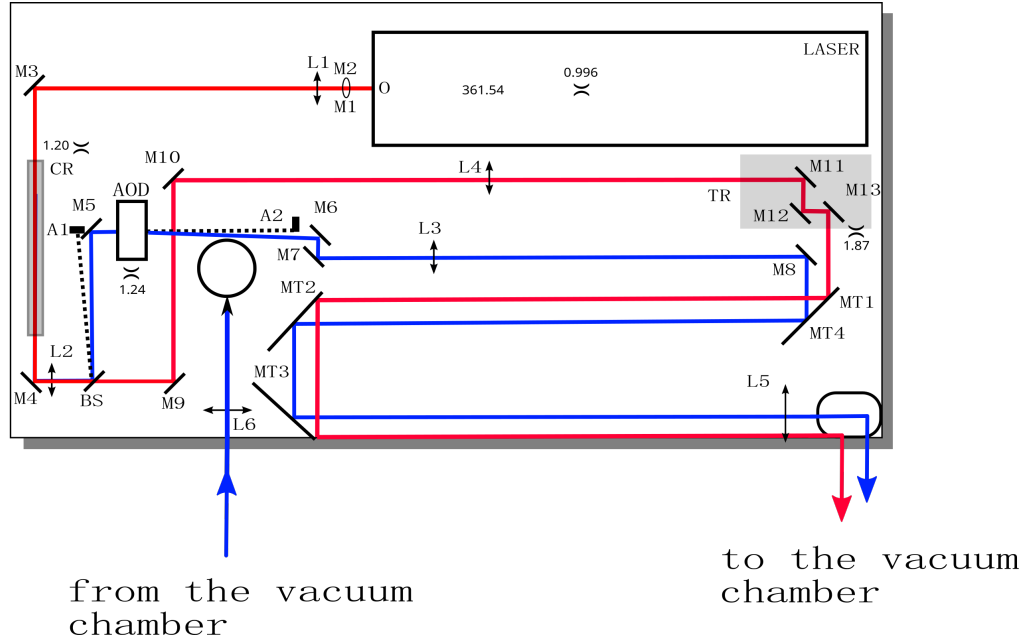 LASER
L1
M2
M3
0.996
O
361.54
M1
1.20
M10
L4
M11
CR
TR
M13
AOD
M5
M6
M12
A1
A2
L3
1.87
M7
M8
1.24
MT2
MT1
MT4
L2
MT3
L5
M4
BS
M9
L6
to the vacuum
chamber
from the vacuum
chamber